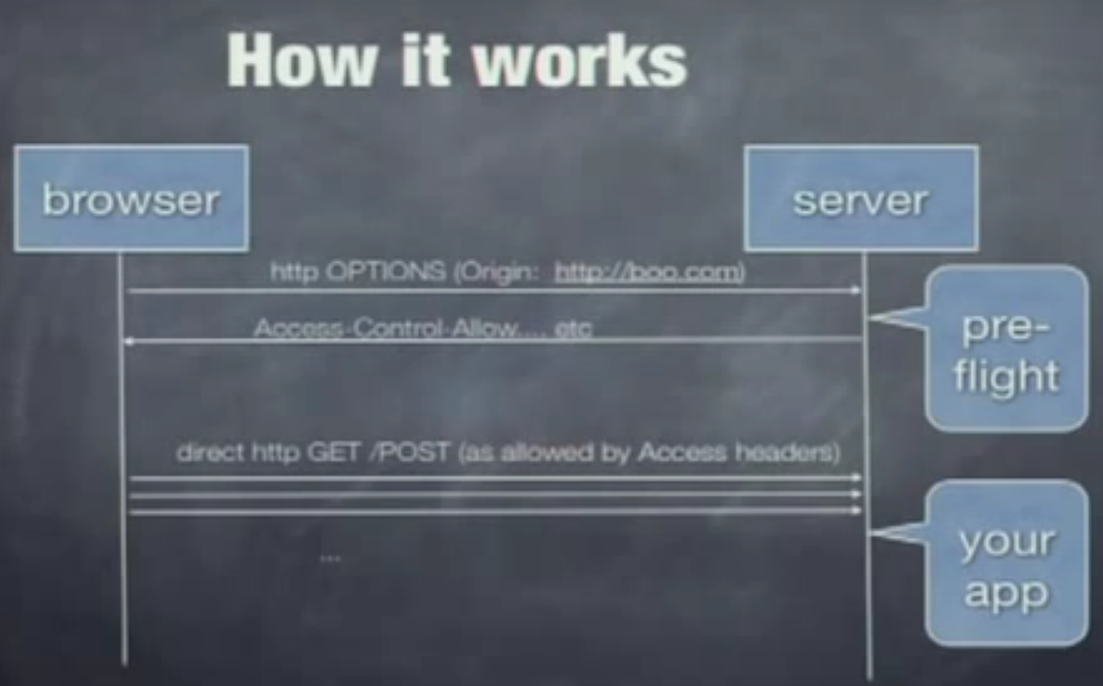 How it works
browser
server
http OPTIONS (Origin: http://boo.com)
Access-Control-Allow...., etc
pre-
flight
direct http GET /POST (as allowed by Access headers)
...
your
app